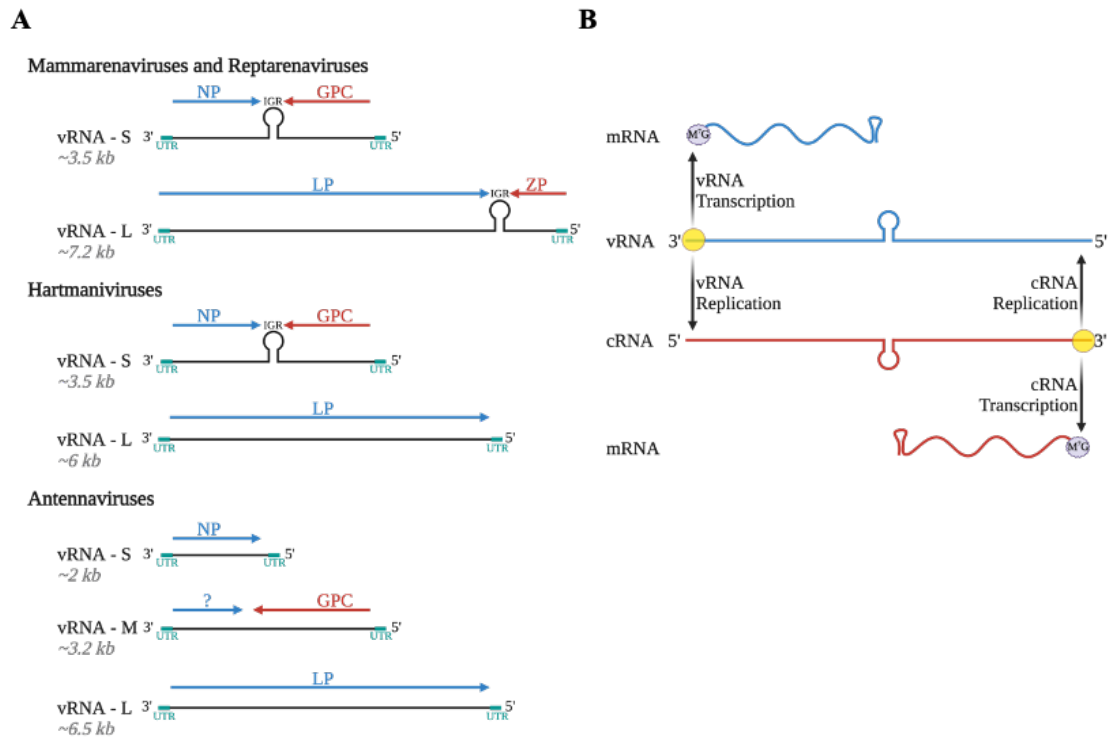 A
Mammarenaviruses and Reptarenaviruses
NP IGR GPC
vRNA - S 3' UTR UTR 5'
~3.5 kb
LP IGR ZP
vRNA - L 3' UTR UTR 5'
~7.2 kb
Hartmaniviruses
NP IGR GPC
vRNA - S 3' UTR UTR 5'
~3.5 kb
LP
vRNA - L 3' UTR UTR 5'
~6 kb
Antennaviruses
NP
vRNA - S 3' UTR UTR 5'
~2 kb
? GPC
vRNA - M 3' UTR UTR 5'
~3.2 kb
LP
vRNA - L 3' UTR UTR 5'
~6.5 kb
B
mRNA M⁷G
vRNA
Transcription
vRNA 3' 5'
vRNA
Replication
cRNA
Replication
cRNA 5' 3'
cRNA
Transcription
mRNA M⁷G